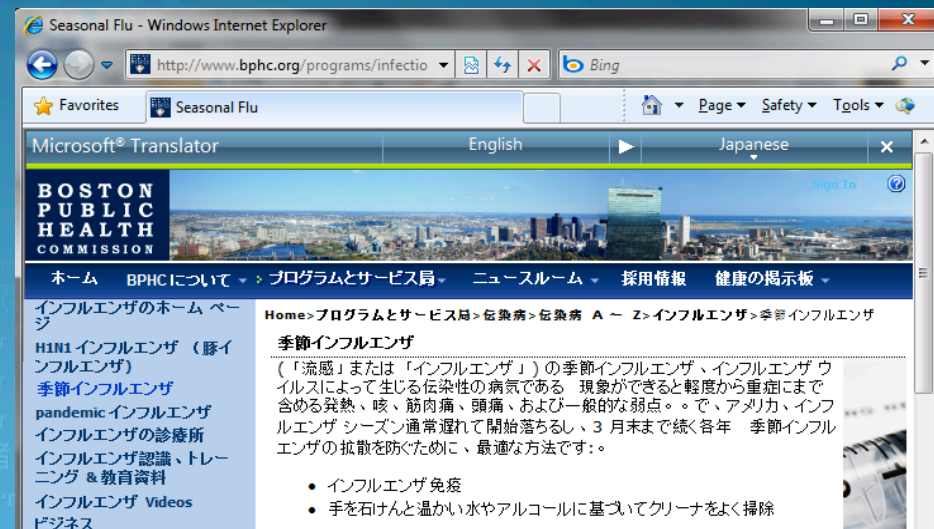 Seasonal Flu - Windows Internet Explorer
http://www.bphc.org/programs/infectio
Bing
Favorites
Seasonal Flu
Page
Safety
Tools
Microsoft® Translator
English
Japanese
Sign In
BOSTON
PUBLIC
HEALTH
COMMISSION
ホーム
BPHCについて
プログラムとサービス局
ニュースルーム
採用情報
健康の掲示板
インフルエンザのホーム ペー
ジ
H1N1 インフルエンザ (豚イ
ンフルエンザ)
季節インフルエンザ
pandemic インフルエンザ
インフルエンザの診療所
インフルエンザ認識、トレー
ニング & 教育資料
インフルエンザ Videos
ビジネス
Home>プログラムとサービス局>伝染病>伝染病 A ～ Z>インフルエンザ>季節インフルエンザ
季節インフルエンザ
(「流感」または「インフルエンザ」) の季節インフルエンザ、インフルエンザ ウ
イルスによって生じる伝染性の病気である 現象ができると軽度から重症にまで
含める発熱、咳、筋肉痛、頭痛、および一般的な弱点。。で、アメリカ、インフ
ルエンザ シーズン通常遅れて開始落ちるし、3 月末まで続く各年 季節インフル
エンザの拡散を防ぐために、最適な方法です:。
• インフルエンザ免疫
• 手を石けんと温かい水やアルコールに基づいてクリーナをよく掃除